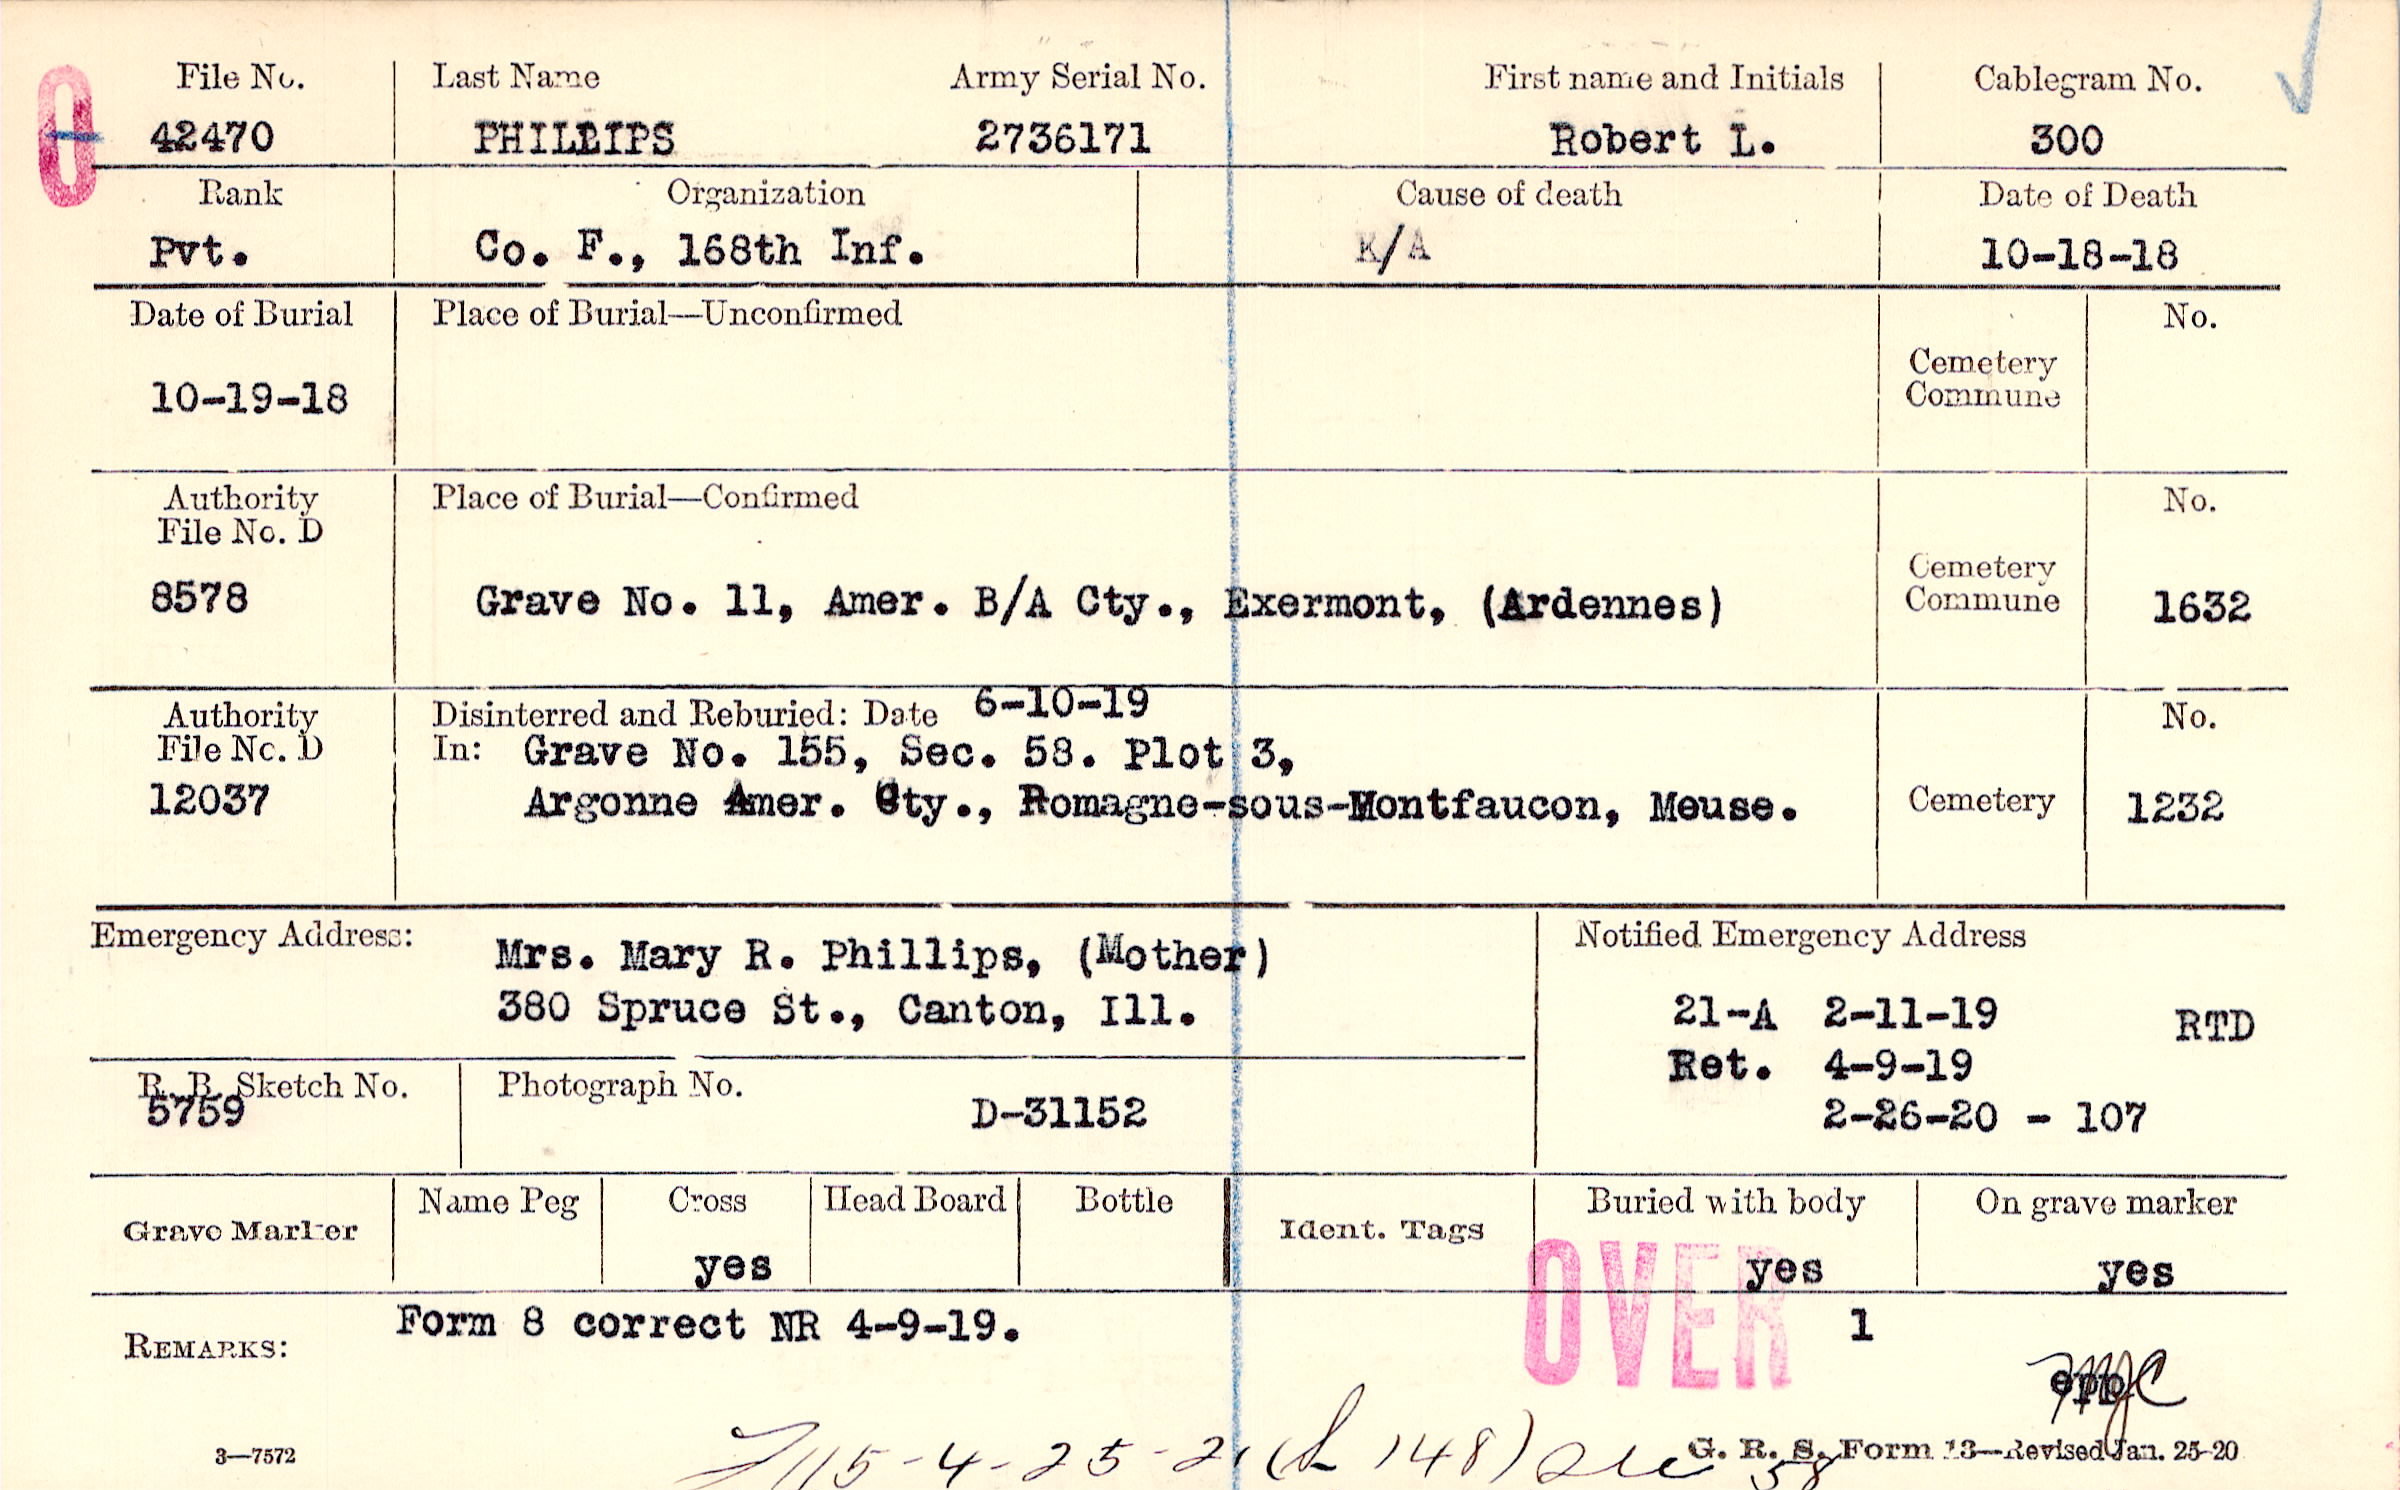 File No. Last Name Army Serial No. First name and Initials Cablegram No.
O 42470 PHILLIPS 2736171 Robert L. 300
Rank Organization Cause of death Date of Death
Pvt. Co. F., 168th Inf. K/A 10-18-18
Date of Burial Place of Burial—Unconfirmed No.
Cemetery
Commune
10-19-18
Authority Place of Burial—Confirmed No.
File No. D
8578 Grave No. 11, Amer. B/A Cty., Exermont, (Ardennes) Cemetery
Commune 1632
Authority Disinterred and Reburied: Date 6-10-19 No.
File No. D In: Grave No. 155, Sec. 58. Plot 3,
12037 Argonne Amer. Cty., Romagne-sous-Montfaucon, Meuse. Cemetery 1232
Emergency Address: Mrs. Mary R. Phillips, (Mother) Notified Emergency Address
380 Spruce St., Canton, Ill. 21-A 2-11-19 RTD
Ret. 4-9-19
R. B. Sketch No. Photograph No.
5759 D-31152 2-26-20 - 107
Grave Marker Name Peg Cross Head Board Bottle Ident. Tags Buried with body On grave marker
yes yes yes
OVER
REMARKS: Form 8 correct NR 4-9-19. 1
epp
3—7572 115-4-25-21 148) 58 G. R. S. Form 13—Revised Jan. 25-20